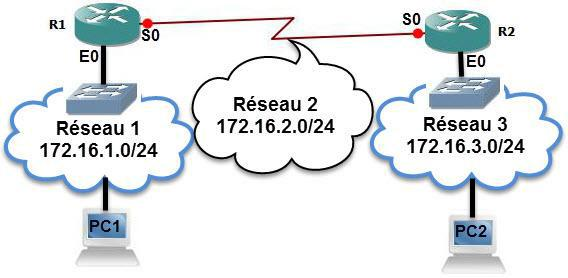 R1
S0
S0
R2
E0
E0
Réseau 1
172.16.1.0/24
Réseau 2
172.16.2.0/24
Réseau 3
172.16.3.0/24
PC1
PC2